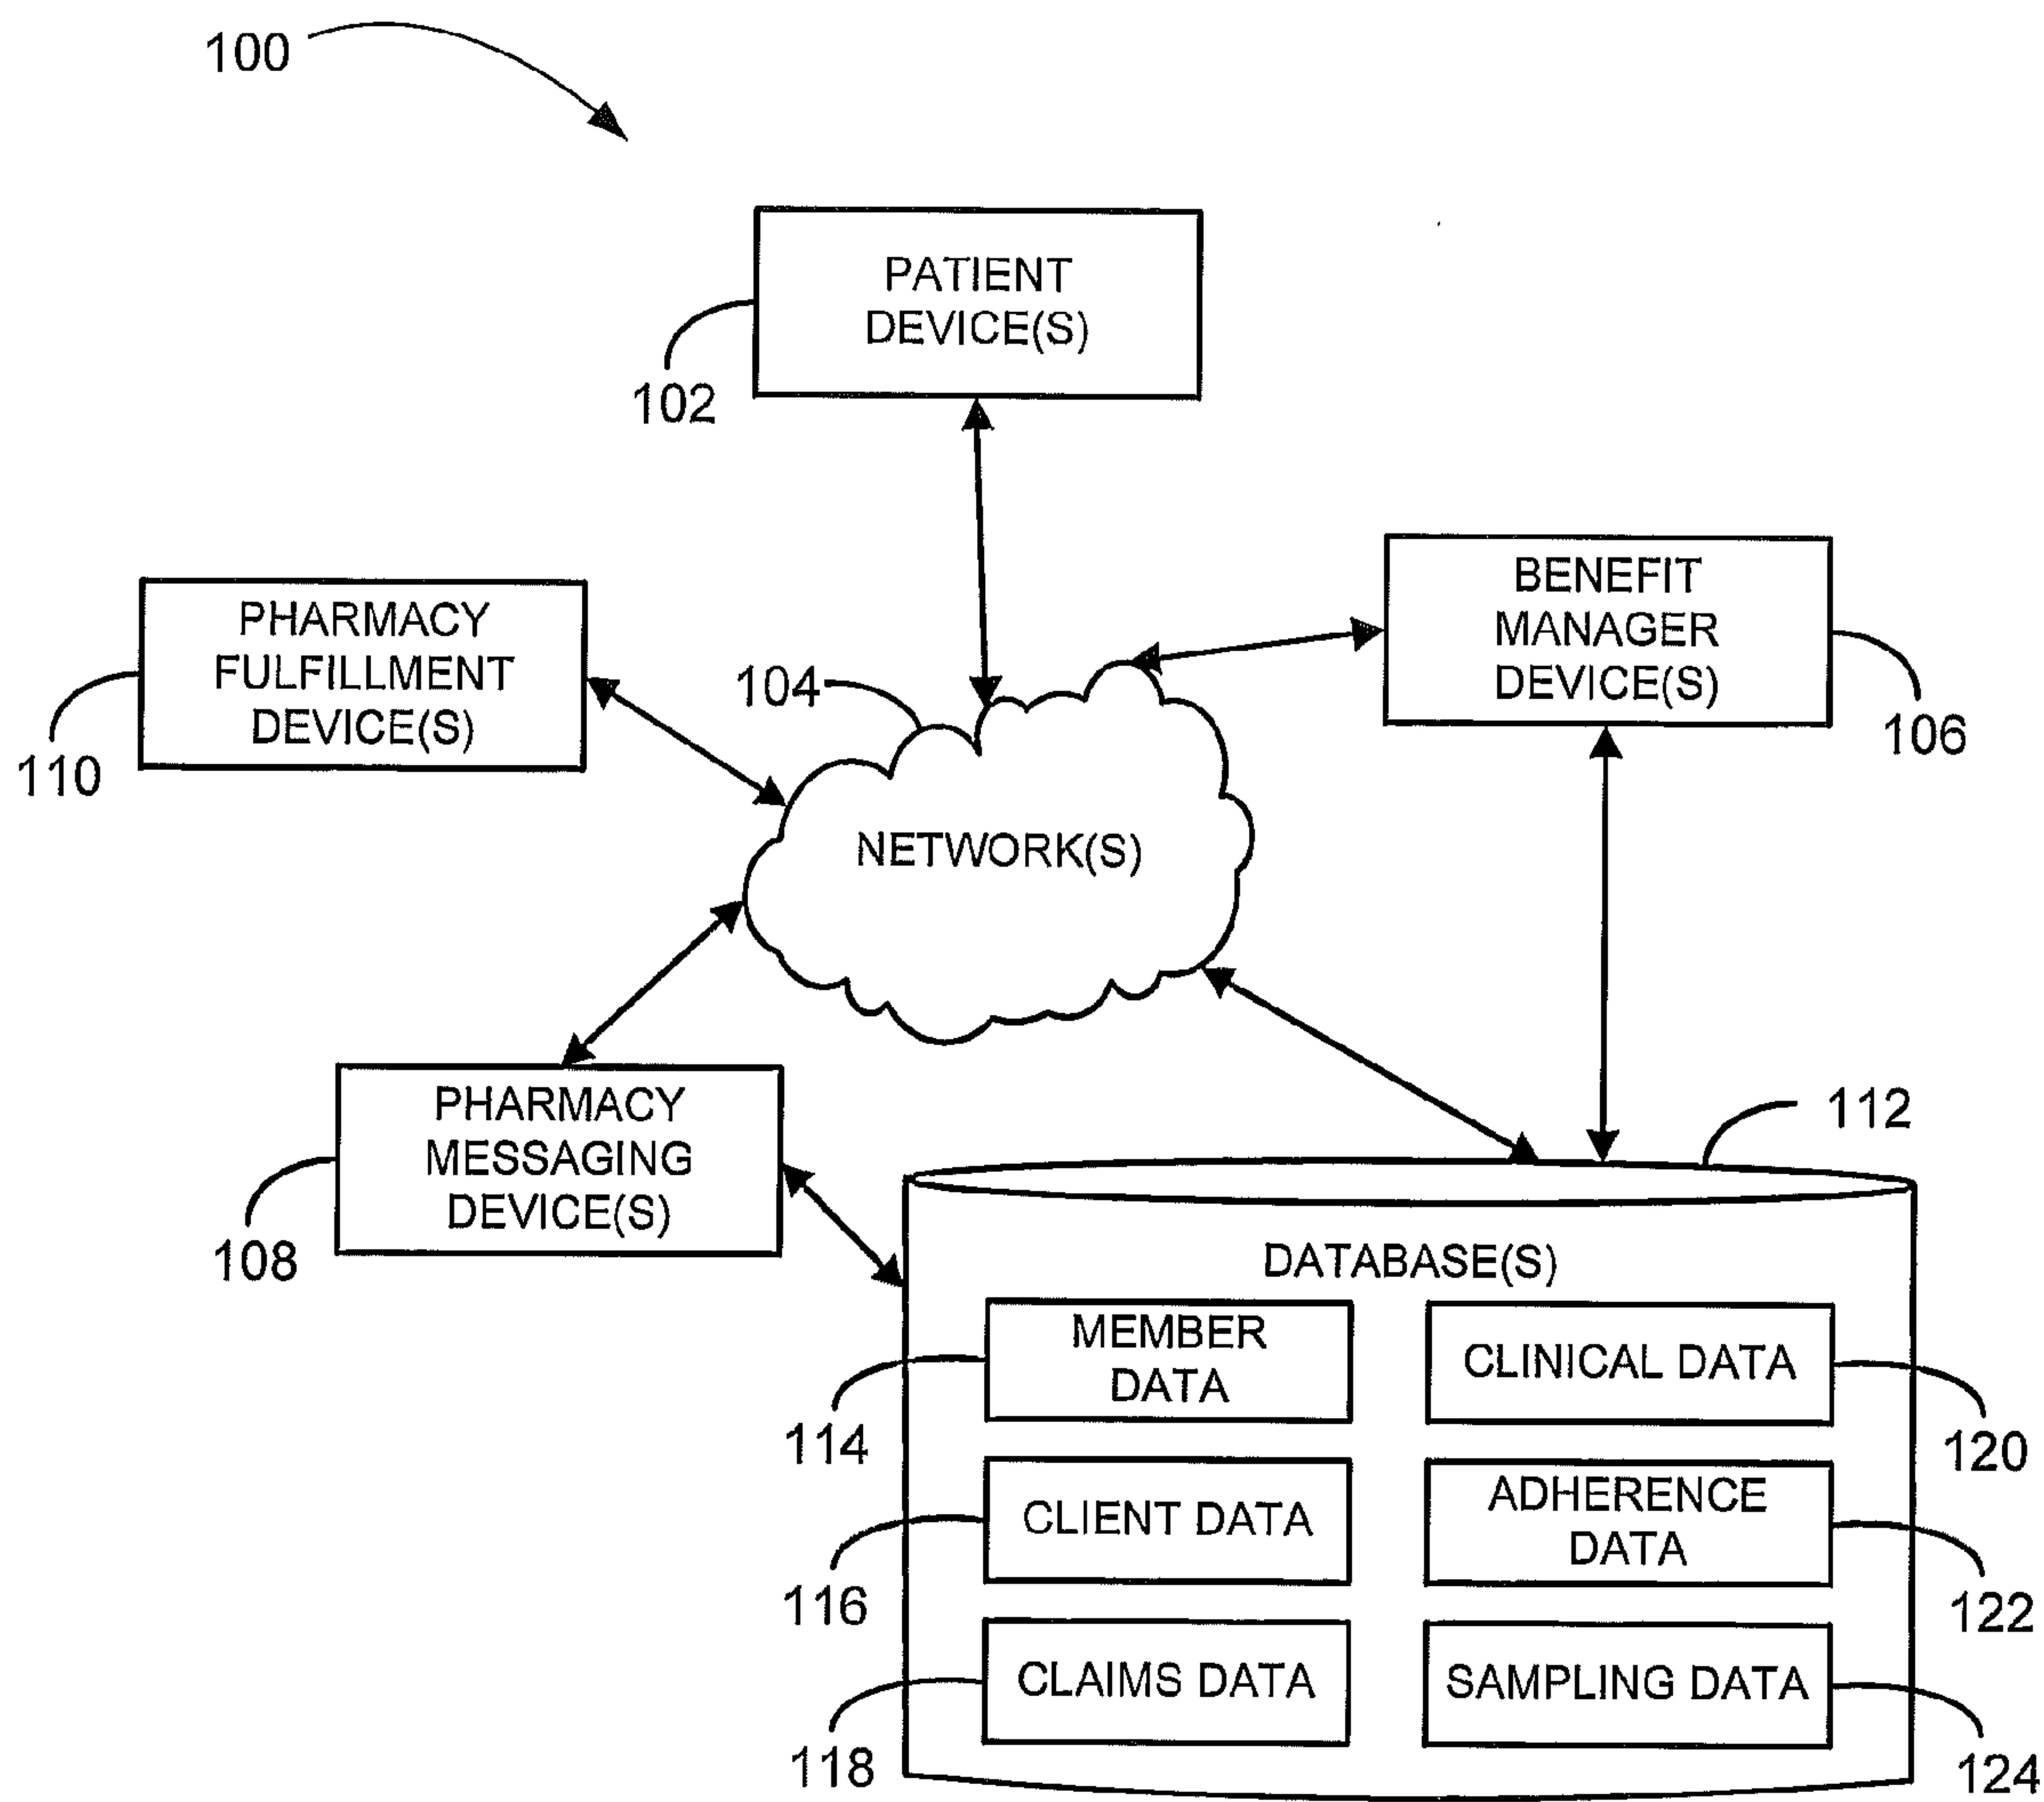 100
PATIENT
DEVICE(S)
102
BENEFIT
MANAGER
DEVICE(S)
106
PHARMACY
FULFILLMENT
DEVICE(S)
110
104
NETWORK(S)
PHARMACY
MESSAGING
DEVICE(S)
108
112
DATABASE(S)
MEMBER
DATA
114
CLINICAL DATA
120
CLIENT DATA
116
ADHERENCE
DATA
122
CLAIMS DATA
118
SAMPLING DATA
124